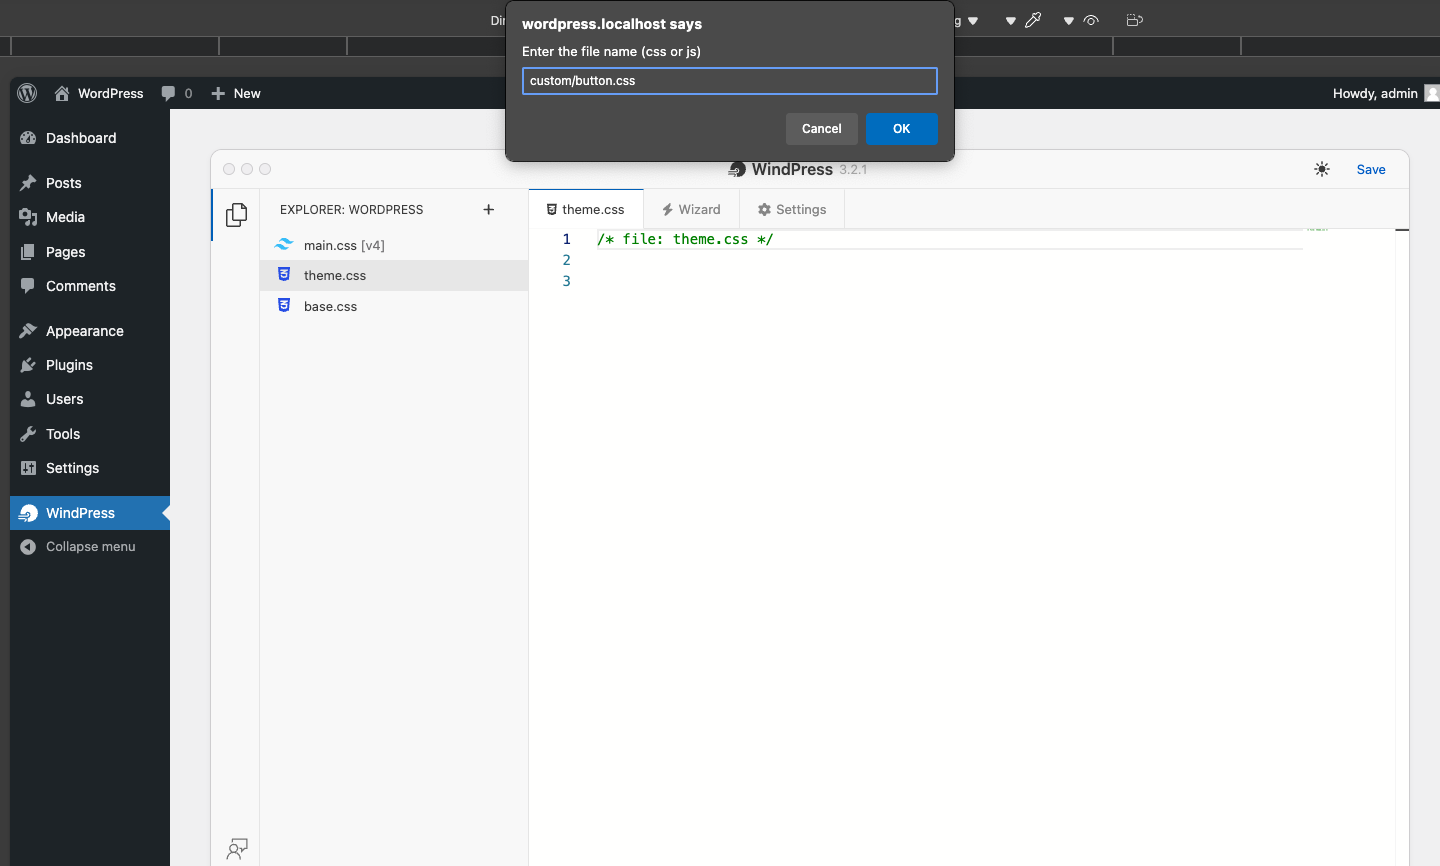 Dir
g
wordpress.localhost says
Enter the file name (css or js)
custom/button.css
Cancel
OK
WordPress
0
New
Howdy, admin
Dashboard
Posts
Media
Pages
Comments
Appearance
Plugins
Users
Tools
Settings
WindPress
Collapse menu
WindPress 3.2.1
Save
EXPLORER: WORDPRESS
main.css [v4]
theme.css
base.css
theme.css
Wizard
Settings
1 /* file: theme.css */
2
3